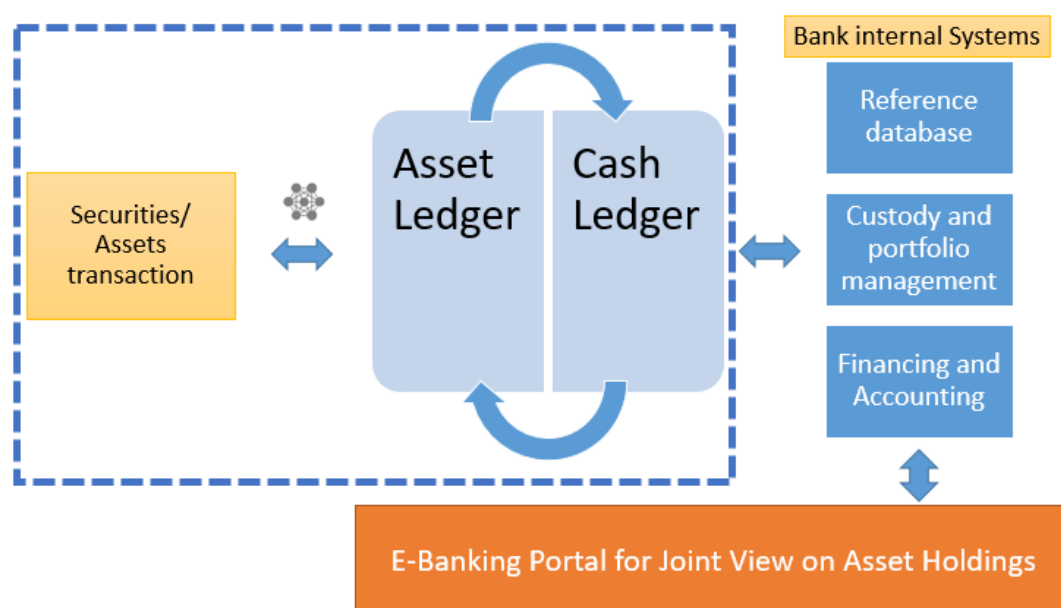 Bank internal Systems
Reference
database
Asset
Ledger
Cash
Ledger
Securities/
Assets
transaction
Custody and
portfolio
management
Financing and
Accounting
E-Banking Portal for Joint View on Asset Holdings